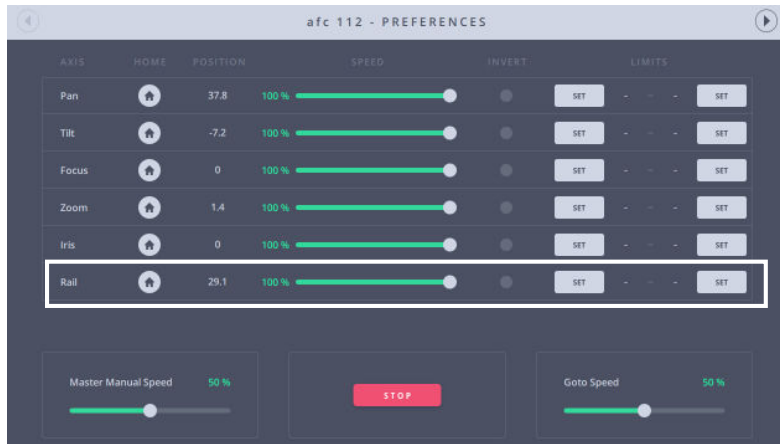 afc 112 - PREFERENCES
AXIS HOME POSITION SPEED INVERT LIMITS
Pan 37.8 100 % SET - - - SET
Tilt -7.2 100 % SET - - - SET
Focus 0 100 % SET - - - SET
Zoom 1.4 100 % SET - - - SET
Iris 0 100 % SET - - - SET
Rail 29.1 100 % SET - - - SET
Master Manual Speed 50 %
STOP
Goto Speed 50 %